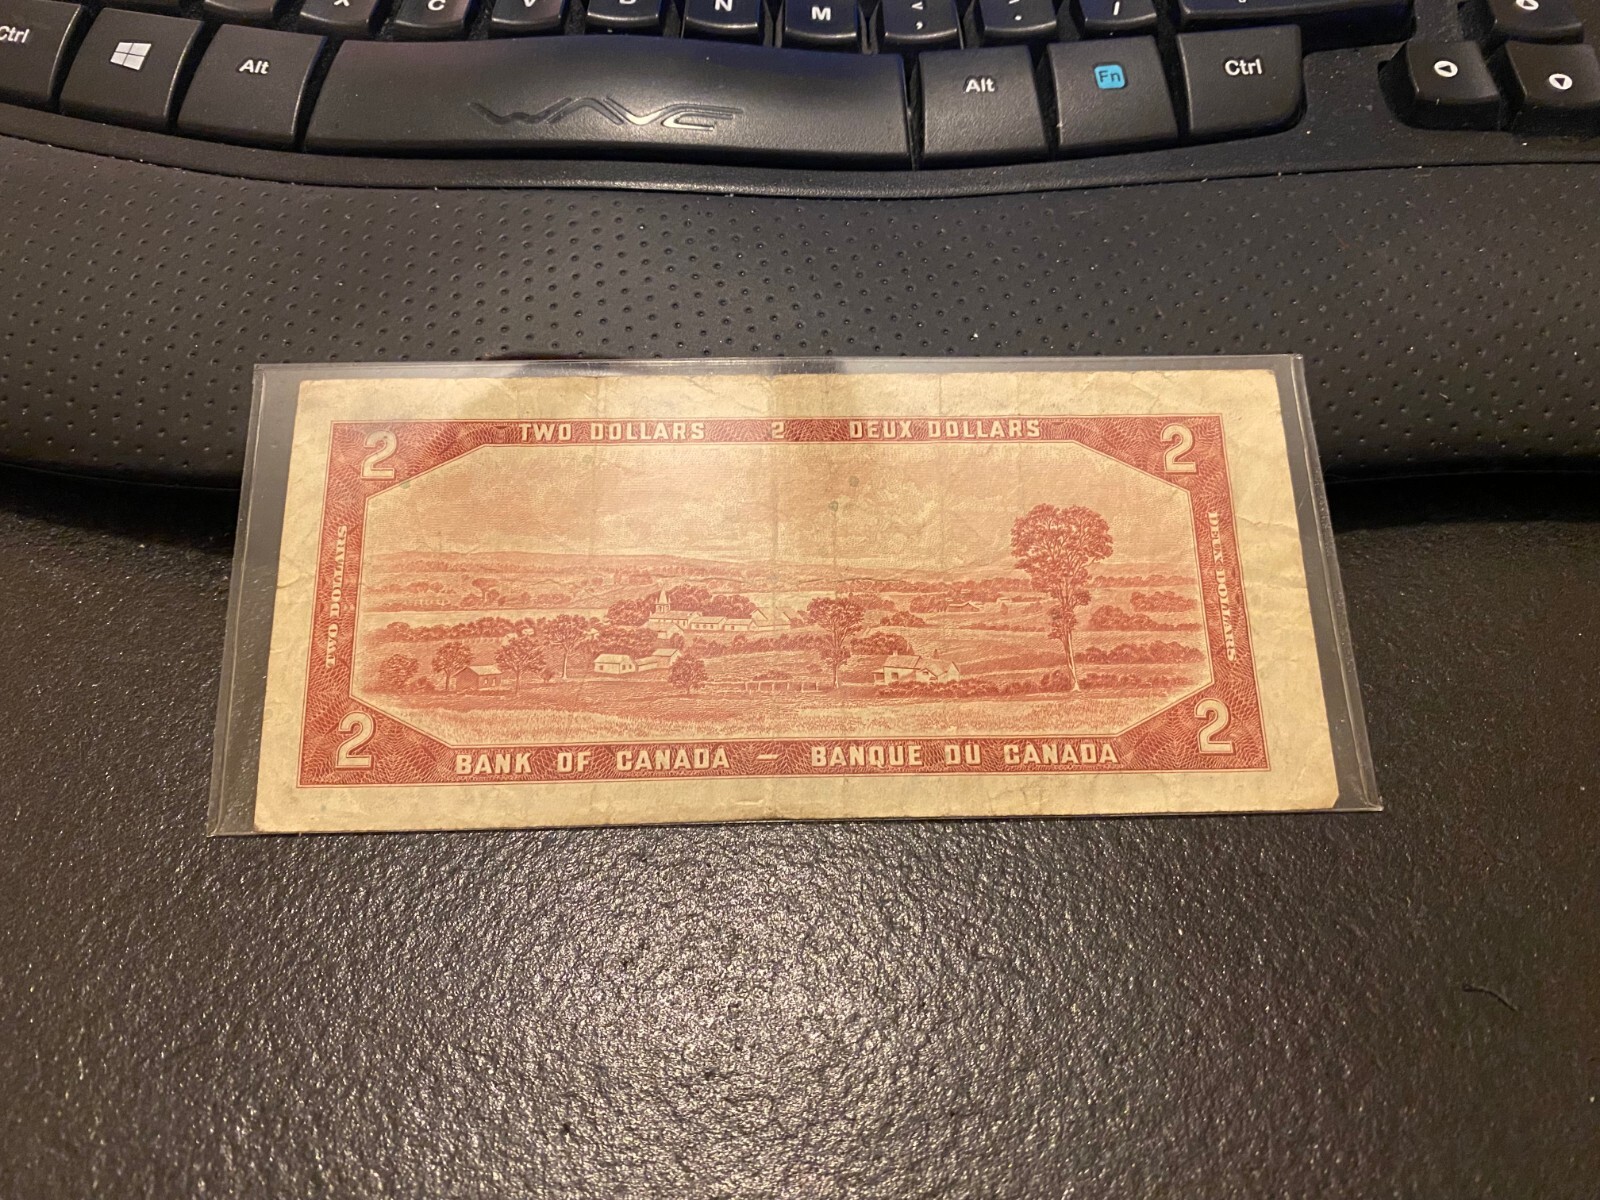 X C V B N M < , > . /
Ctrl Alt WAVE Alt Fn Ctrl
TWO DOLLARS 2 DEUX DOLLARS
2 2
TWO DOLLARS
DEUX DOLLARS
2 2
BANK OF CANADA — BANQUE DU CANADA